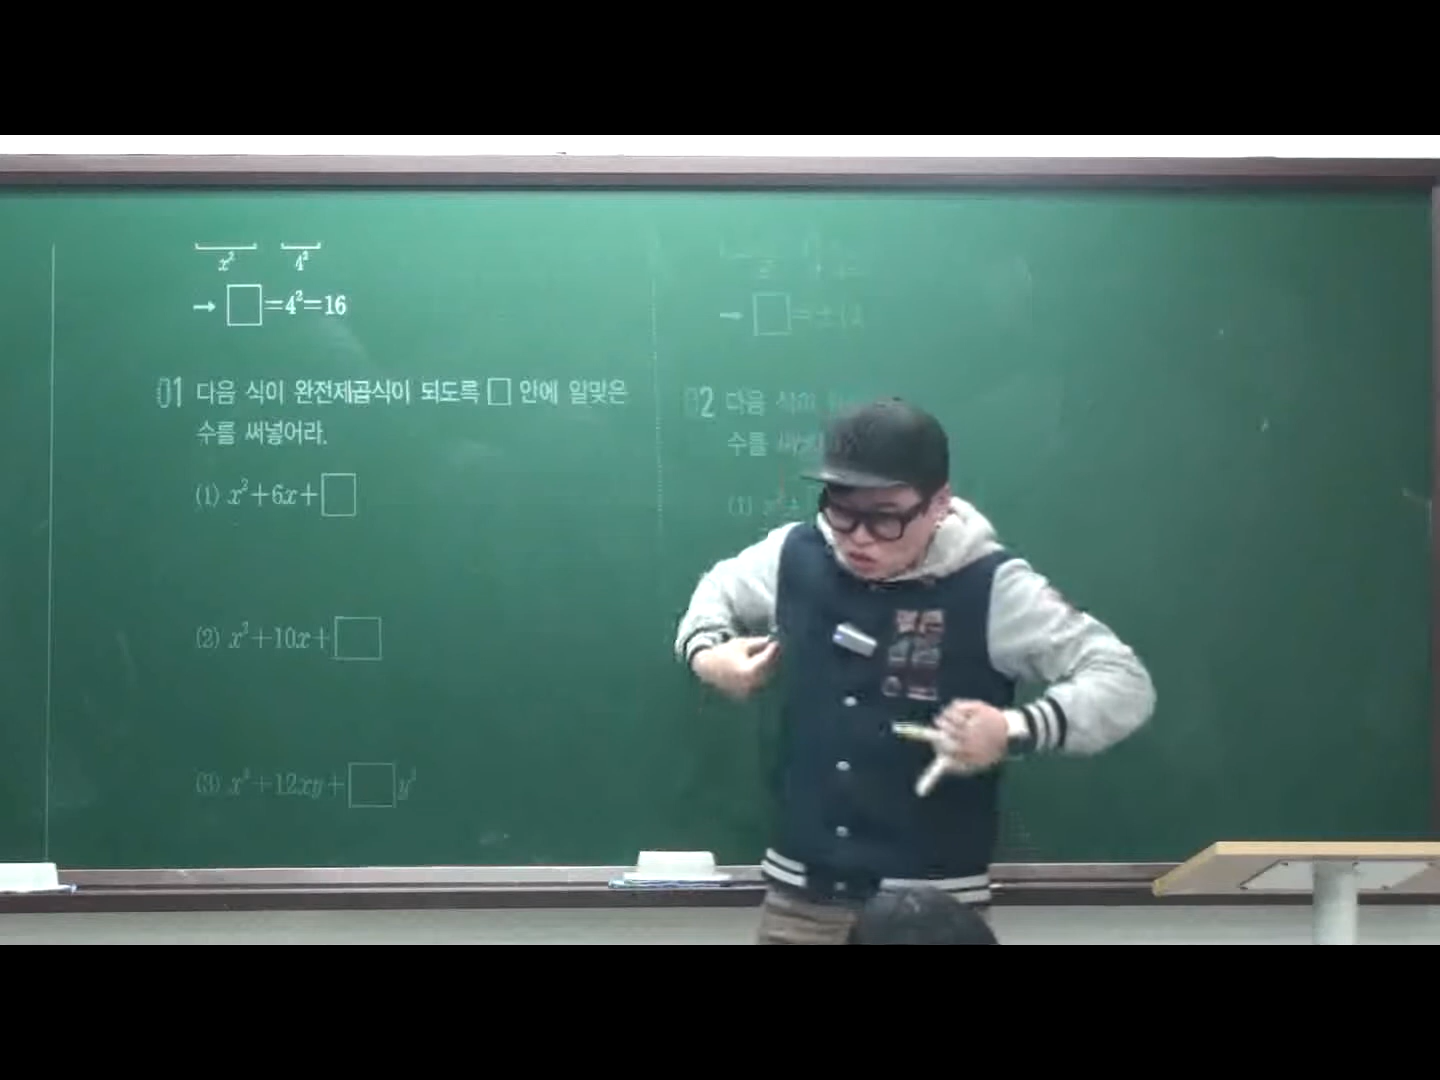 x² 4²
→ □=4²=16
01 다음 식이 완전제곱식이 되도록 □ 안에 알맞은
수를 써넣어라.
(1) x²+6x+□
(2) x²+10x+□
(3) x²+12xy+□y²
→ □=±
02 다음 식이
수를
(1)